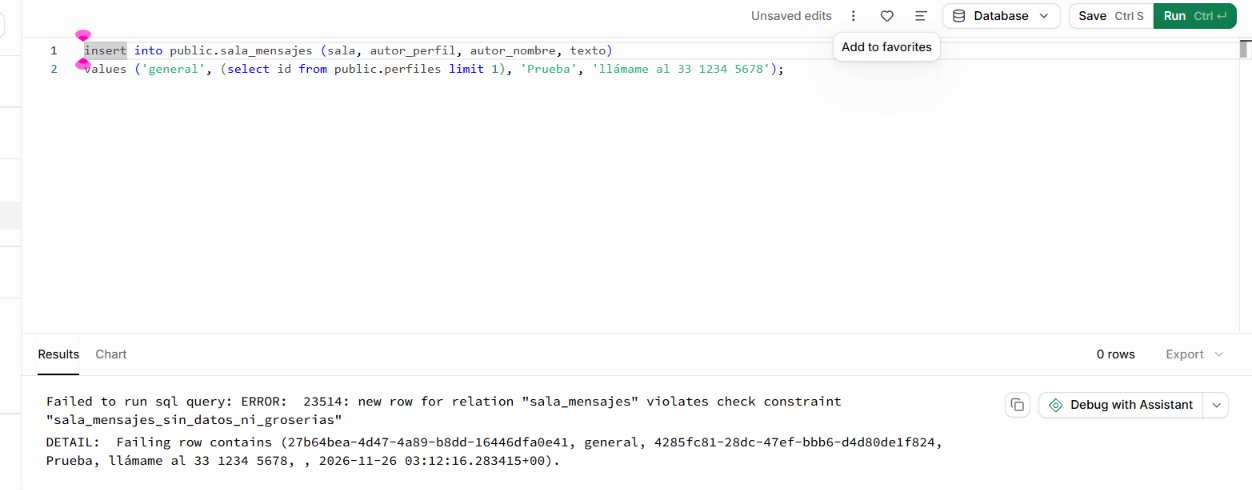 Unsaved edits
Database
Save Ctrl S
Run Ctrl ↵
Add to favorites
1 insert into public.sala_mensajes (sala, autor_perfil, autor_nombre, texto)
2 values ('general', (select id from public.perfiles limit 1), 'Prueba', 'llámame al 33 1234 5678');
Results Chart
0 rows Export
Failed to run sql query: ERROR:  23514: new row for relation "sala_mensajes" violates check constraint
"sala_mensajes_sin_datos_ni_groserias"
DETAIL:  Failing row contains (27b64bea-4d47-4a89-b8dd-16446dfa0e41, general, 4285fc81-28dc-47ef-bbb6-d4d80de1f824,
Prueba, llámame al 33 1234 5678, , 2026-11-26 03:12:16.283415+00).
Debug with Assistant